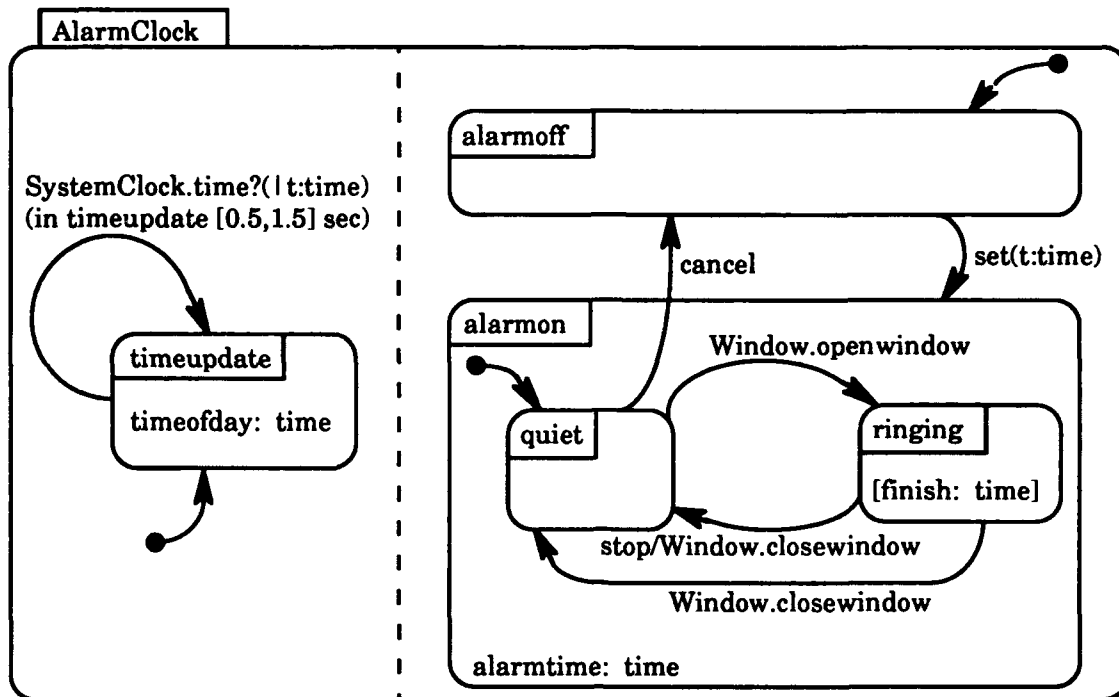 AlarmClock
SystemClock.time?(|t:time)
(in timeupdate [0.5,1.5] sec)
timeupdate
timeofday: time
alarmoff
cancel
set(t:time)
alarmon
Window.openwindow
quiet
ringing
[finish: time]
stop/Window.closewindow
Window.closewindow
alarmtime: time